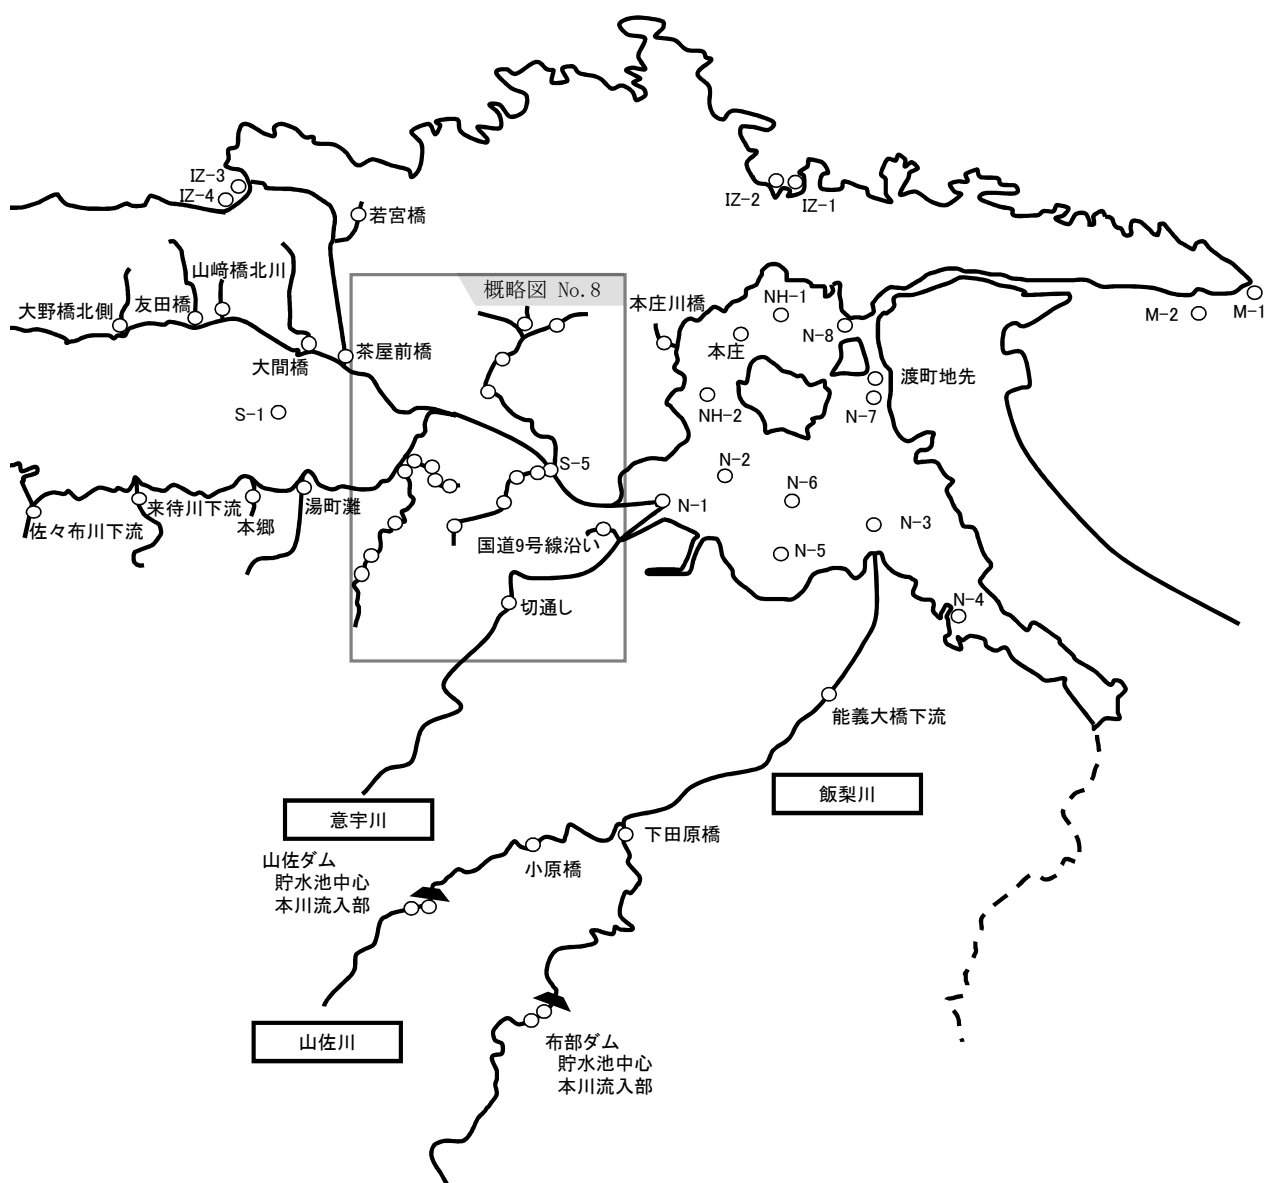 IZ-3
IZ-4
若宮橋
IZ-2
IZ-1
山﨑橋北川
大野橋北側
友田橋
概略図 No.8
本庄川橋
NH-1
M-2
M-1
本庄
N-8
大間橋
茶屋前橋
渡町地先
S-1
NH-2
N-7
S-5
N-2
N-6
来待川下流
湯町灘
N-1
佐々布川下流
本郷
国道9号線沿い
N-3
N-5
切通し
N-4
能義大橋下流
飯梨川
意宇川
下田原橋
山佐ダム
貯水池中心
本川流入部
小原橋
山佐川
布部ダム
貯水池中心
本川流入部